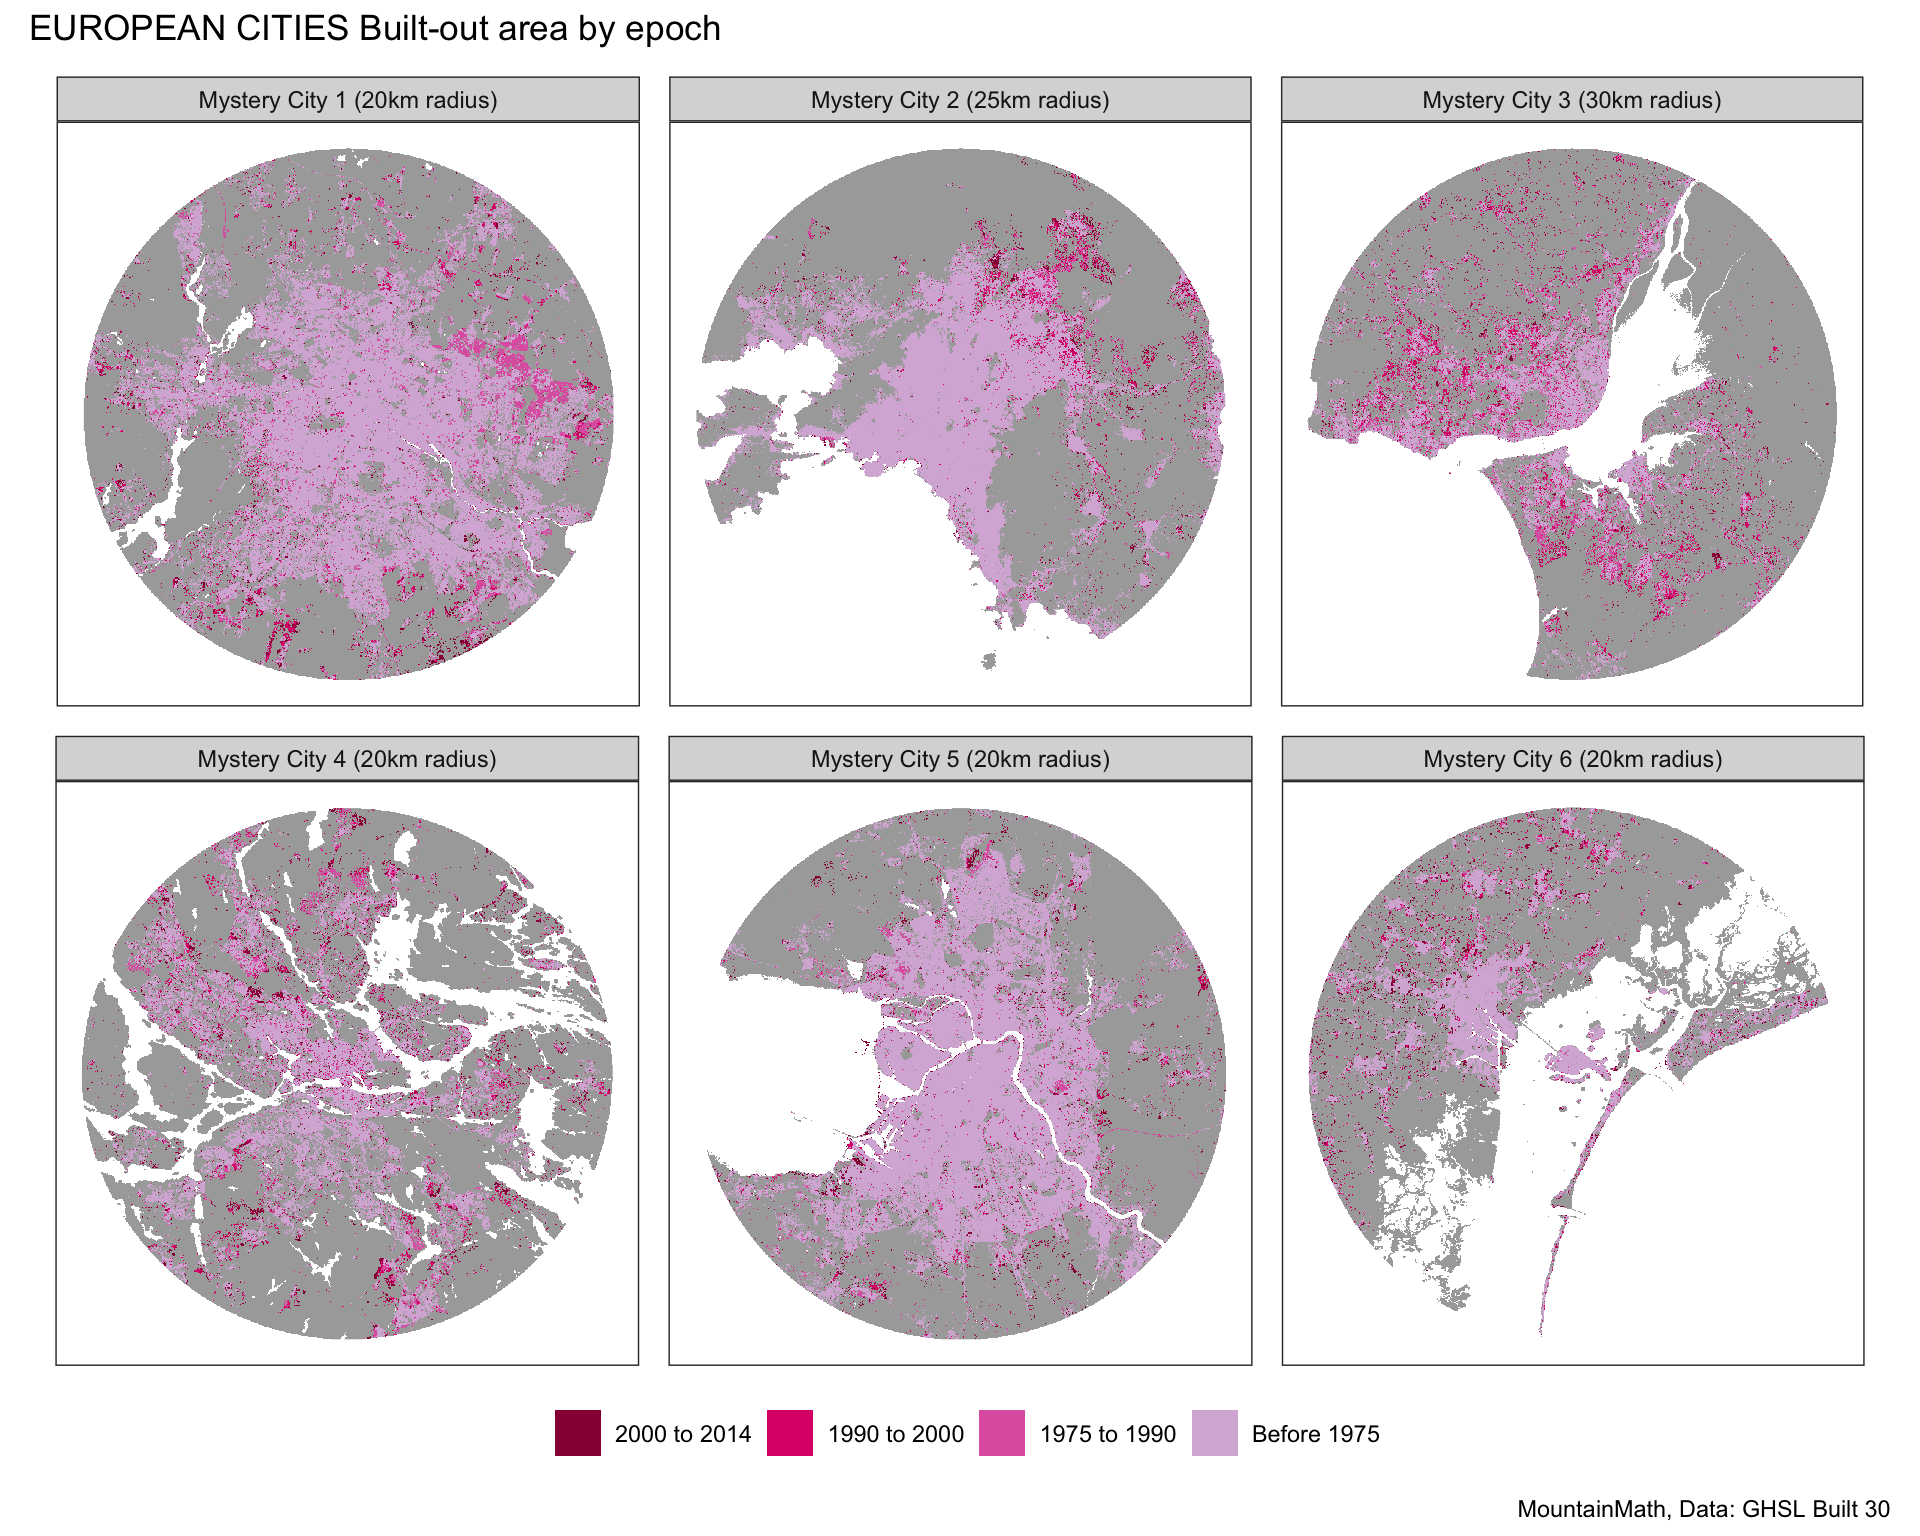 EUROPEAN CITIES Built-out area by epoch
Mystery City 1 (20km radius)
Mystery City 2 (25km radius)
Mystery City 3 (30km radius)
Mystery City 4 (20km radius)
Mystery City 5 (20km radius)
Mystery City 6 (20km radius)
2000 to 2014
1990 to 2000
1975 to 1990
Before 1975
MountainMath, Data: GHSL Built 30